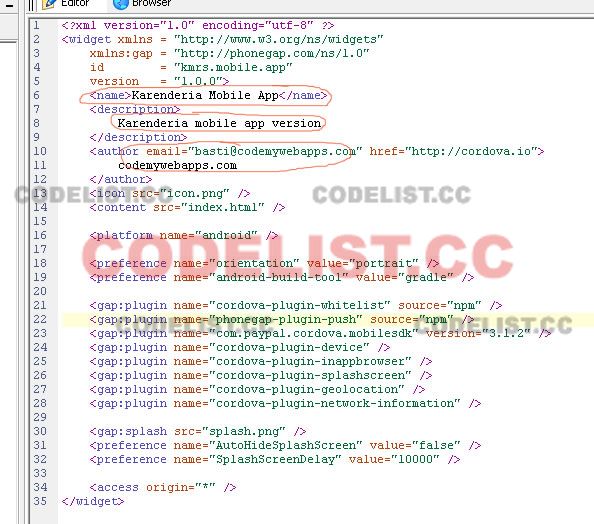 Editor Browser
1 <?xml version="1.0" encoding="utf-8" ?>
2 <widget xmlns = "http://www.w3.org/ns/widgets"
3 xmlns:gap = "http://phonegap.com/ns/1.0"
4 id = "kmrs.mobile.app"
5 version = "1.0.0">
6 <name>Karenderia Mobile App</name>
7 <description>
8 Karenderia mobile app version
9 </description>
10 <author email="basti@codemywebapps.com" href="http://cordova.io">
11 codemywebapps.com
12 </author>
13 <icon src="icon.png" />
14 <content src="index.html" />
CODELIST.CC CODELIST.CC
15
16 <platform name="android" />
17
CODELIST.CC
18 <preference name="orientation" value="portrait" />
19 <preference name="android-build-tool" value="gradle" />
20
21 <gap:plugin name="cordova-plugin-whitelist" source="npm" />
22 <gap:plugin name="phonegap-plugin-push" source="npm" />
CODELIST.CC CODELIST.CC
23 <gap:plugin name="com.paypal.cordova.mobilesdk" version="3.1.2" />
24 <gap:plugin name="cordova-plugin-device" />
25 <gap:plugin name="cordova-plugin-inappbrowser" />
26 <gap:plugin name="cordova-plugin-splashscreen" />
27 <gap:plugin name="cordova-plugin-geolocation" />
28 <gap:plugin name="cordova-plugin-network-information" />
29
30 <gap:splash src="splash.png" />
31 <preference name="AutoHideSplashScreen" value="false" />
32 <preference name="SplashScreenDelay" value="10000" />
33
34 <access origin="*" />
35 </widget>